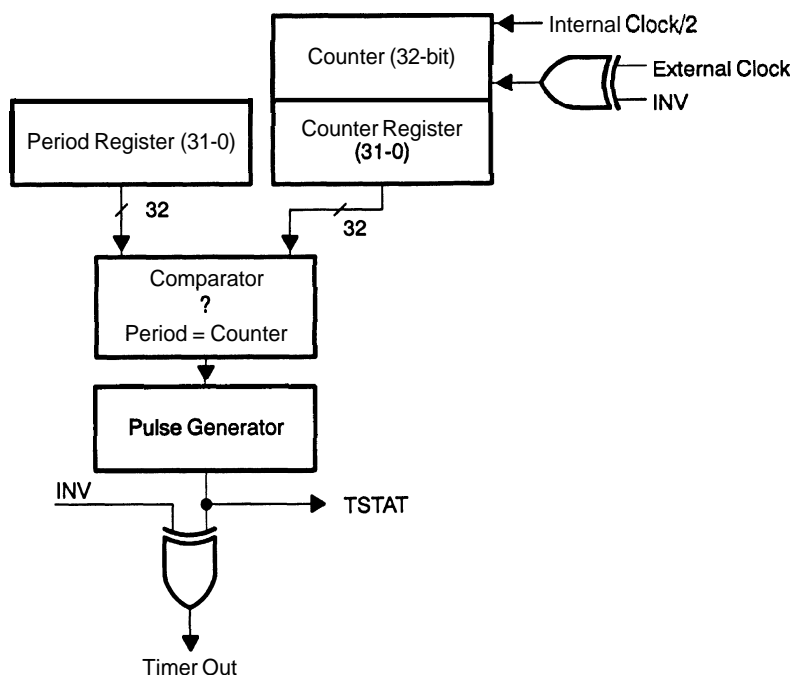 Internal Clock/2
Counter (32-bit)
External Clock
INV
Period Register (31-0)
Counter Register
(31-0)
32
32
Comparator
?
Period = Counter
Pulse Generator
INV
TSTAT
Timer Out